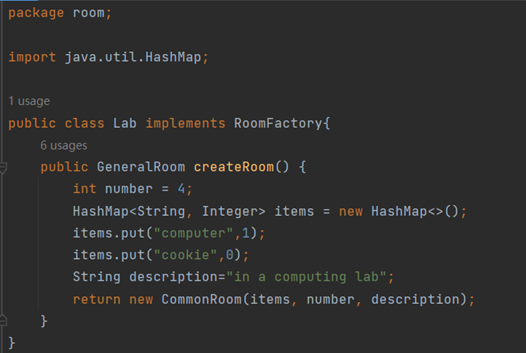 package room;
import java.util.HashMap;
1 usage
public class Lab implements RoomFactory{
6 usages
public GeneralRoom createRoom() {
int number = 4;
HashMap<String, Integer> items = new HashMap<>();
items.put("computer",1);
items.put("cookie",0);
String description="in a computing lab";
return new CommonRoom(items, number, description);
}
}